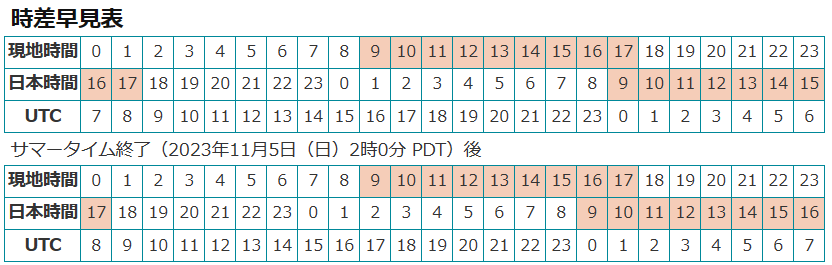 時差早見表
現地時間 0 1 2 3 4 5 6 7 8 9 10 11 12 13 14 15 16 17 18 19 20 21 22 23
日本時間 16 17 18 19 20 21 22 23 0 1 2 3 4 5 6 7 8 9 10 11 12 13 14 15
UTC 7 8 9 10 11 12 13 14 15 16 17 18 19 20 21 22 23 0 1 2 3 4 5 6
サマータイム終了（2023年11月5日（日）2時0分 PDT）後
現地時間 0 1 2 3 4 5 6 7 8 9 10 11 12 13 14 15 16 17 18 19 20 21 22 23
日本時間 17 18 19 20 21 22 23 0 1 2 3 4 5 6 7 8 9 10 11 12 13 14 15 16
UTC 8 9 10 11 12 13 14 15 16 17 18 19 20 21 22 23 0 1 2 3 4 5 6 7